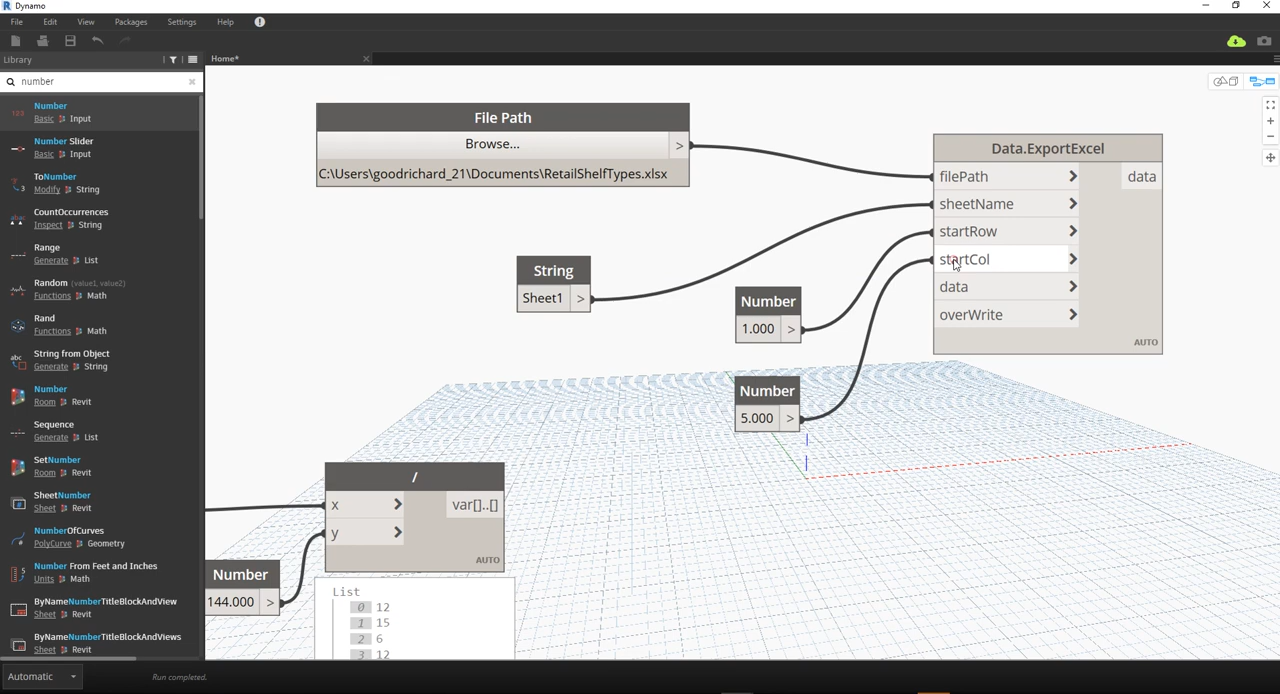 Dynamo
File Edit View Packages Settings Help
Library
Home*
number
Number
Basic Input
Number Slider
Basic Input
ToNumber
Modify String
CountOccurrences
Inspect String
Range
Generate List
Random (value1, value2)
Functions Math
Rand
Functions Math
String from Object
Generate String
Number
Room Revit
Sequence
Generate List
SetNumber
Room Revit
SheetNumber
Sheet Revit
NumberOfCurves
PolyCurve Geometry
Number From Feet and Inches
Units Math
ByNameNumberTitleBlockAndView
Sheet Revit
ByNameNumberTitleBlockAndViews
Sheet Revit
Automatic
Run completed.
File Path
Browse... >
C:\Users\goodrichard_21\Documents\RetailShelfTypes.xlsx
String
Sheet1 >
Number
1.000 >
Number
5.000 >
Data.ExportExcel
filePath > data
sheetName >
startRow >
startCol >
data >
overWrite >
AUTO
/
x > var[]..[]
y >
AUTO
Number
144.000 >
List
0 12
1 15
2 6
3 12